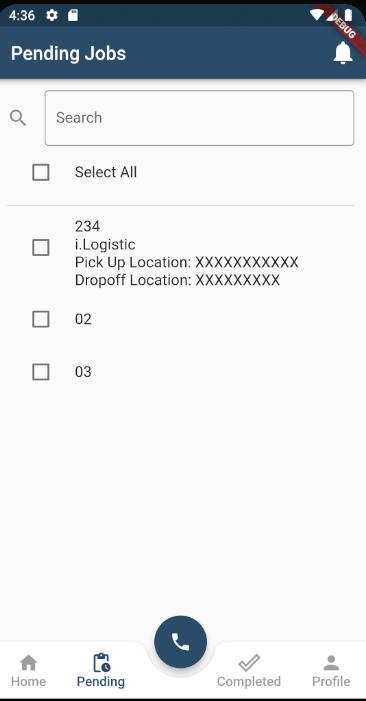 4:36
DEBUG
Pending Jobs
Search
Select All
234
i.Logistic
Pick Up Location: XXXXXXXXXXX
Dropoff Location: XXXXXXXXX
02
03
Home
Pending
Completed
Profile